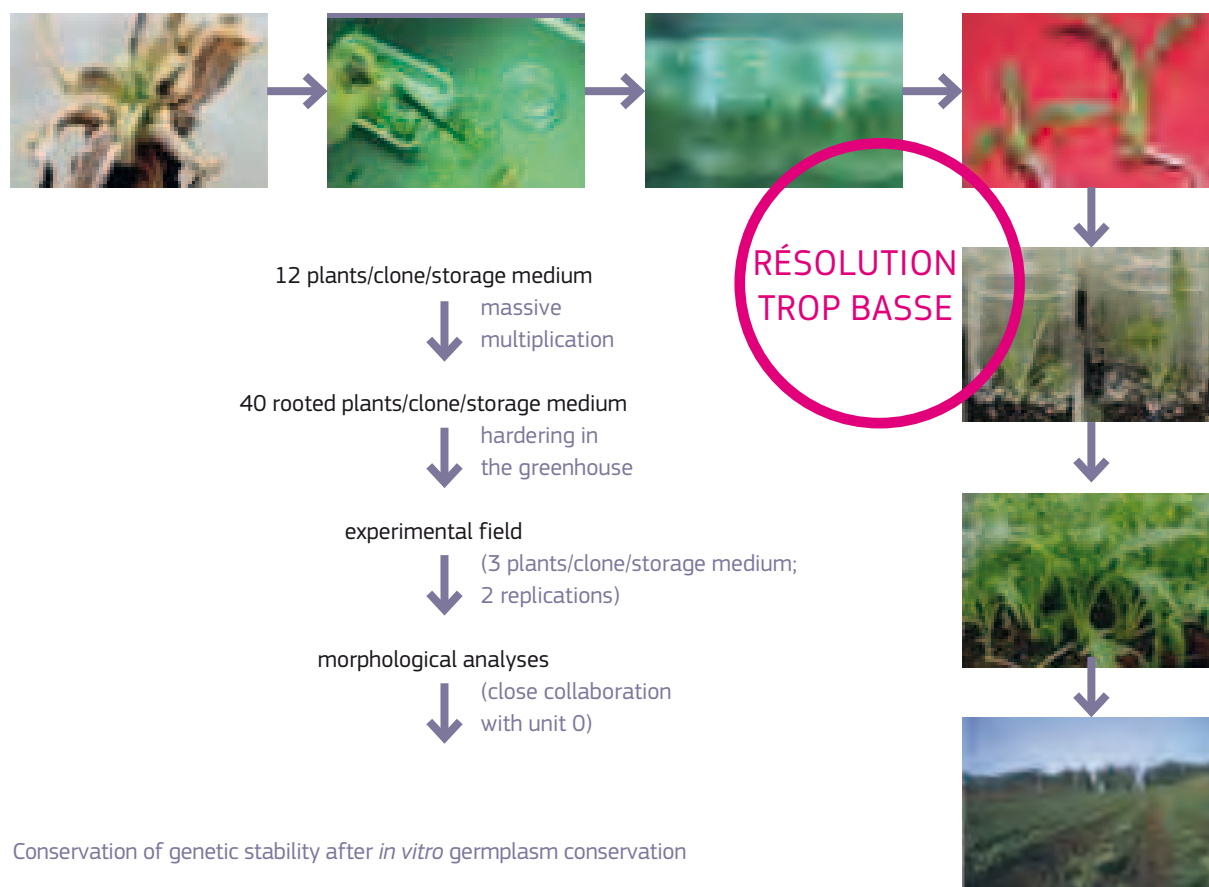 RÉSOLUTION
TROP BASSE
12 plants/clone/storage medium
massive
multiplication
40 rooted plants/clone/storage medium
hardering in
the greenhouse
experimental field
(3 plants/clone/storage medium;
2 replications)
morphological analyses
(close collaboration
with unit 0)
Conservation of genetic stability after in vitro germplasm conservation